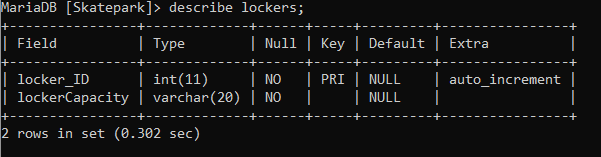 MariaDB [Skatepark]> describe lockers;
+----------------+-------------+------+-----+---------+----------------+
| Field          | Type        | Null | Key | Default | Extra          |
+----------------+-------------+------+-----+---------+----------------+
| locker_ID      | int(11)     | NO   | PRI | NULL    | auto_increment |
| lockerCapacity | varchar(20) | NO   |     | NULL    |                |
+----------------+-------------+------+-----+---------+----------------+
2 rows in set (0.302 sec)